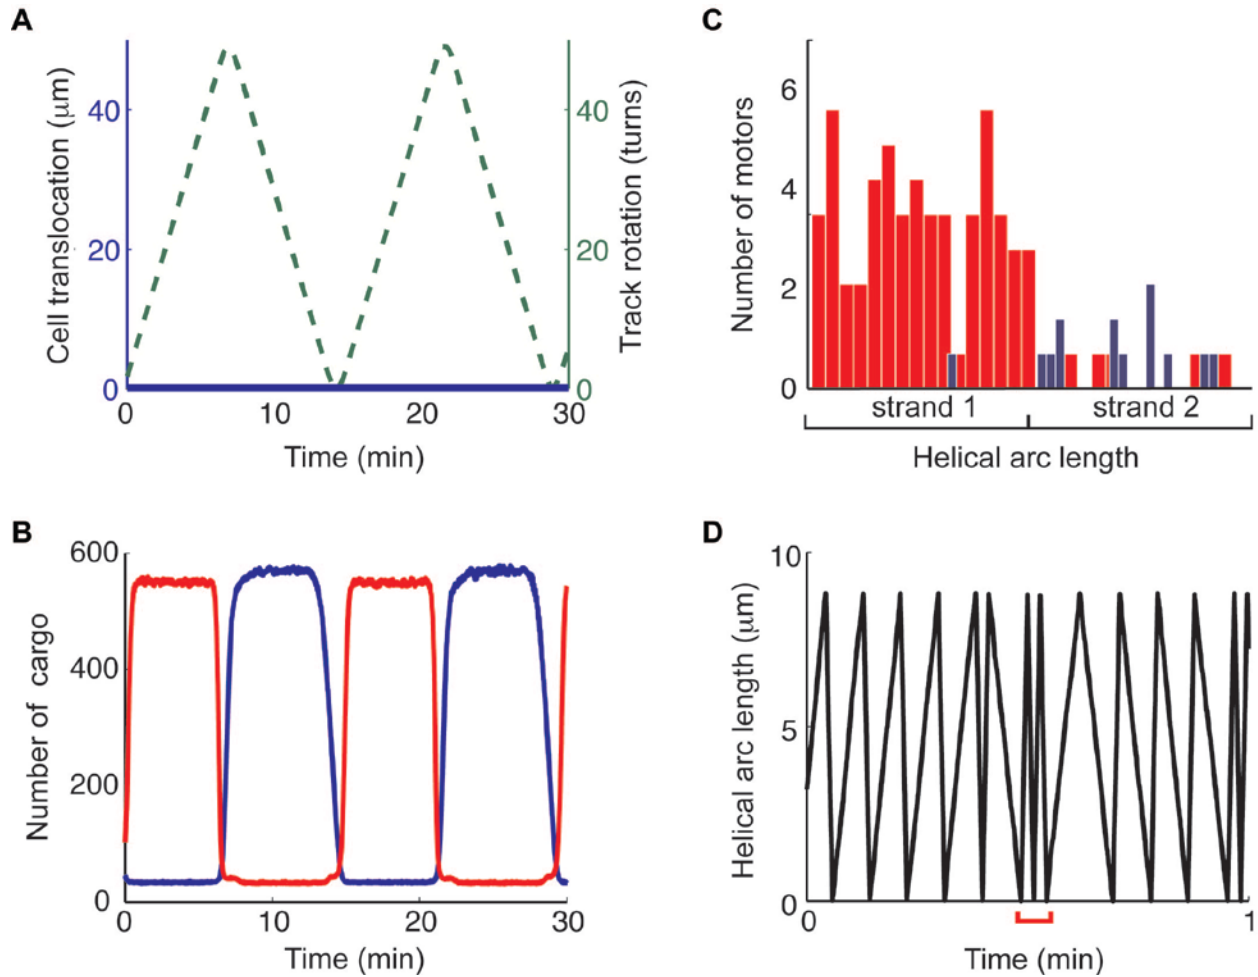 A
Cell translocation (μm)
40
20
0
40
20
0
Track rotation (turns)
0 10 20 30
Time (min)
C
Number of motors
6
4
2
0
strand 1 strand 2
Helical arc length
B
Number of cargo
600
400
200
0
0 10 20 30
Time (min)
D
Helical arc length (μm)
10
5
0
0 1
Time (min)